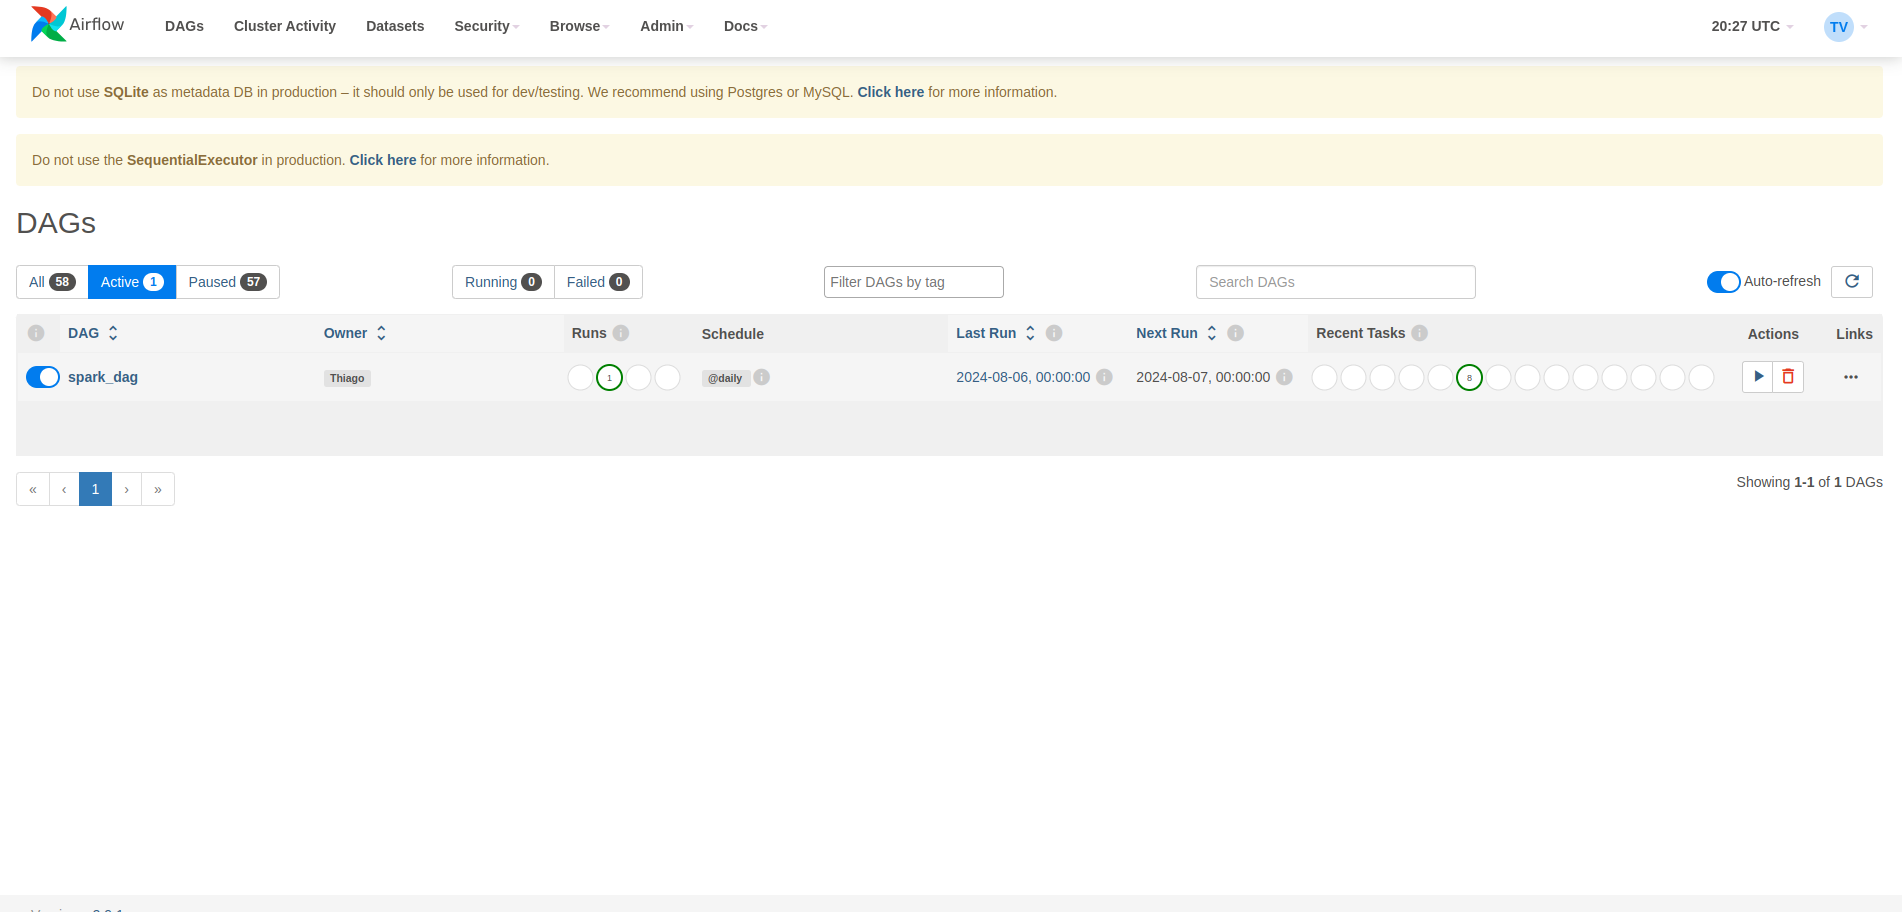 Airflow DAGs Cluster Activity Datasets Security Browse Admin Docs 20:27 UTC TV
Do not use SQLite as metadata DB in production – it should only be used for dev/testing. We recommend using Postgres or MySQL. Click here for more information.
Do not use the SequentialExecutor in production. Click here for more information.
DAGs
All 58 Active 1 Paused 57 Running 0 Failed 0 Filter DAGs by tag Search DAGs Auto-refresh
DAG Owner Runs Schedule Last Run Next Run Recent Tasks Actions Links
spark_dag Thiago 1 @daily 2024-08-06, 00:00:00 2024-08-07, 00:00:00 8
« ‹ 1 › » Showing 1-1 of 1 DAGs